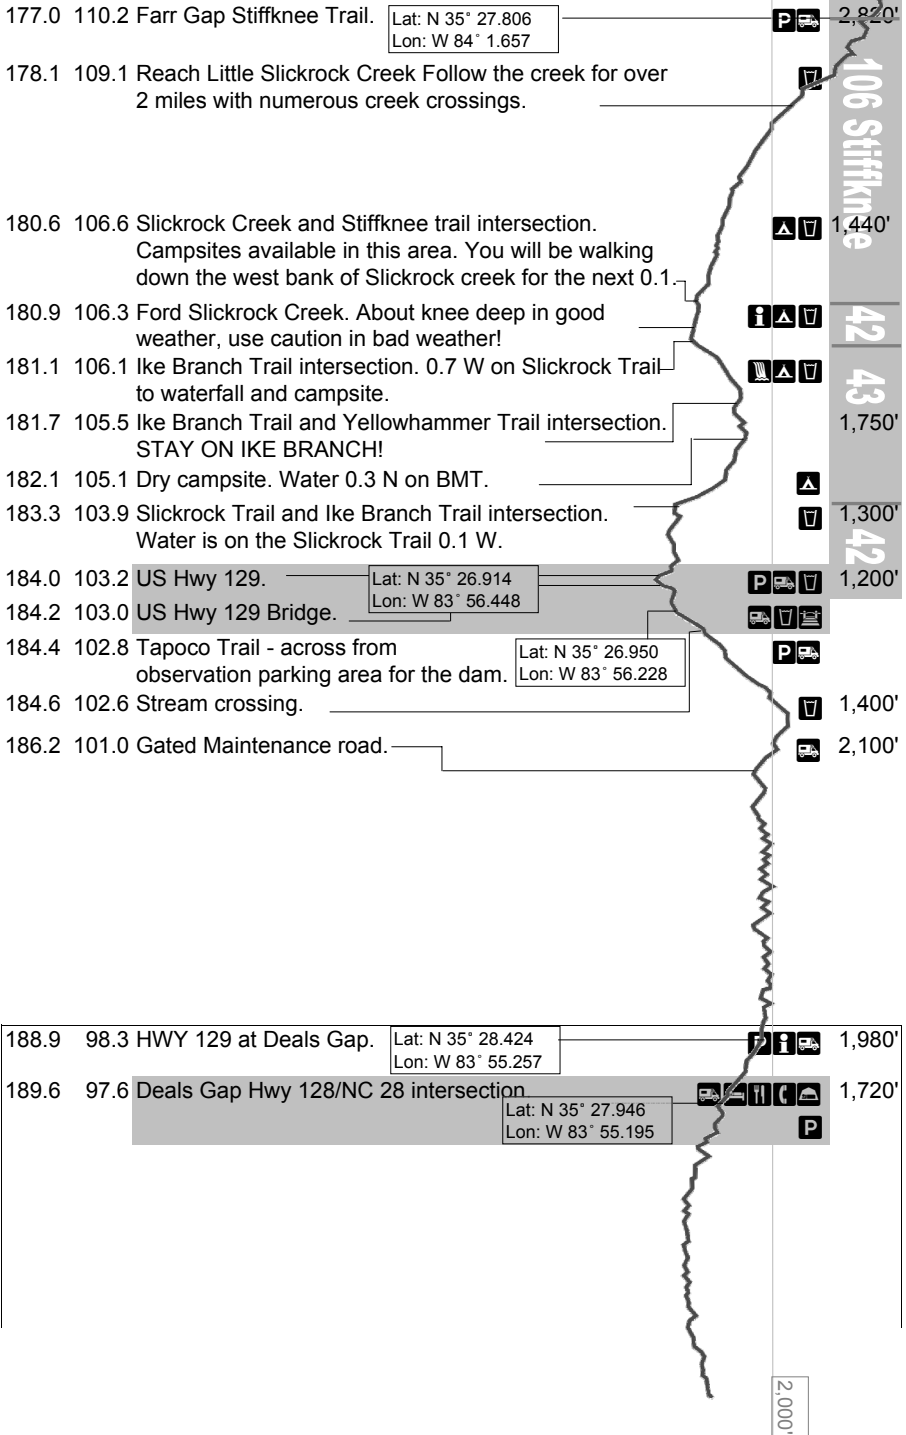 177.0 110.2 Farr Gap Stiffknee Trail. Lat: N 35˚ 27.806 P 2,820'
Lon: W 84˚ 1.657
178.1 109.1 Reach Little Slickrock Creek Follow the creek for over
2 miles with numerous creek crossings.
106 Stiffknee
180.6 106.6 Slickrock Creek and Stiffknee trail intersection. 1,440'
Campsites available in this area. You will be walking
down the west bank of Slickrock creek for the next 0.1.
180.9 106.3 Ford Slickrock Creek. About knee deep in good i
weather, use caution in bad weather!
42
181.1 106.1 Ike Branch Trail intersection. 0.7 W on Slickrock Trail
to waterfall and campsite.
43
181.7 105.5 Ike Branch Trail and Yellowhammer Trail intersection. 1,750'
STAY ON IKE BRANCH!
182.1 105.1 Dry campsite. Water 0.3 N on BMT.
183.3 103.9 Slickrock Trail and Ike Branch Trail intersection. 1,300'
Water is on the Slickrock Trail 0.1 W.
42
184.0 103.2 US Hwy 129. Lat: N 35˚ 26.914 P 1,200'
Lon: W 83˚ 56.448
184.2 103.0 US Hwy 129 Bridge.
184.4 102.8 Tapoco Trail - across from Lat: N 35˚ 26.950 P
observation parking area for the dam. Lon: W 83˚ 56.228
184.6 102.6 Stream crossing. 1,400'
186.2 101.0 Gated Maintenance road. 2,100'
188.9 98.3 HWY 129 at Deals Gap. Lat: N 35˚ 28.424 P i 1,980'
Lon: W 83˚ 55.257
189.6 97.6 Deals Gap Hwy 128/NC 28 intersection. 1,720'
Lat: N 35˚ 27.946
Lon: W 83˚ 55.195 P
2,000'